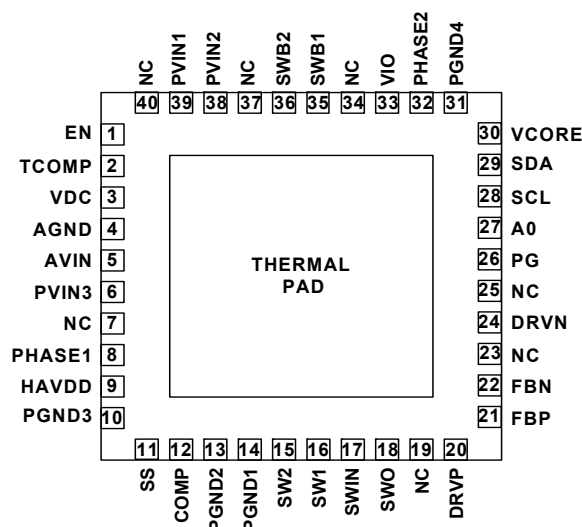 NC
PVIN1
PVIN2
NC
SWB2
SWB1
NC
VIO
PHASE2
PGND4
40 39 38 37 36 35 34 33 32 31
EN 1
TCOMP 2
VDC 3
AGND 4
AVIN 5
PVIN3 6
NC 7
PHASE1 8
HAVDD 9
PGND3 10
THERMAL
PAD
30 VCORE
29 SDA
28 SCL
27 A0
26 PG
25 NC
24 DRVN
23 NC
22 FBN
21 FBP
11 12 13 14 15 16 17 18 19 20
SS
COMP
PGND2
PGND1
SW2
SW1
SWIN
SWO
NC
DRVP